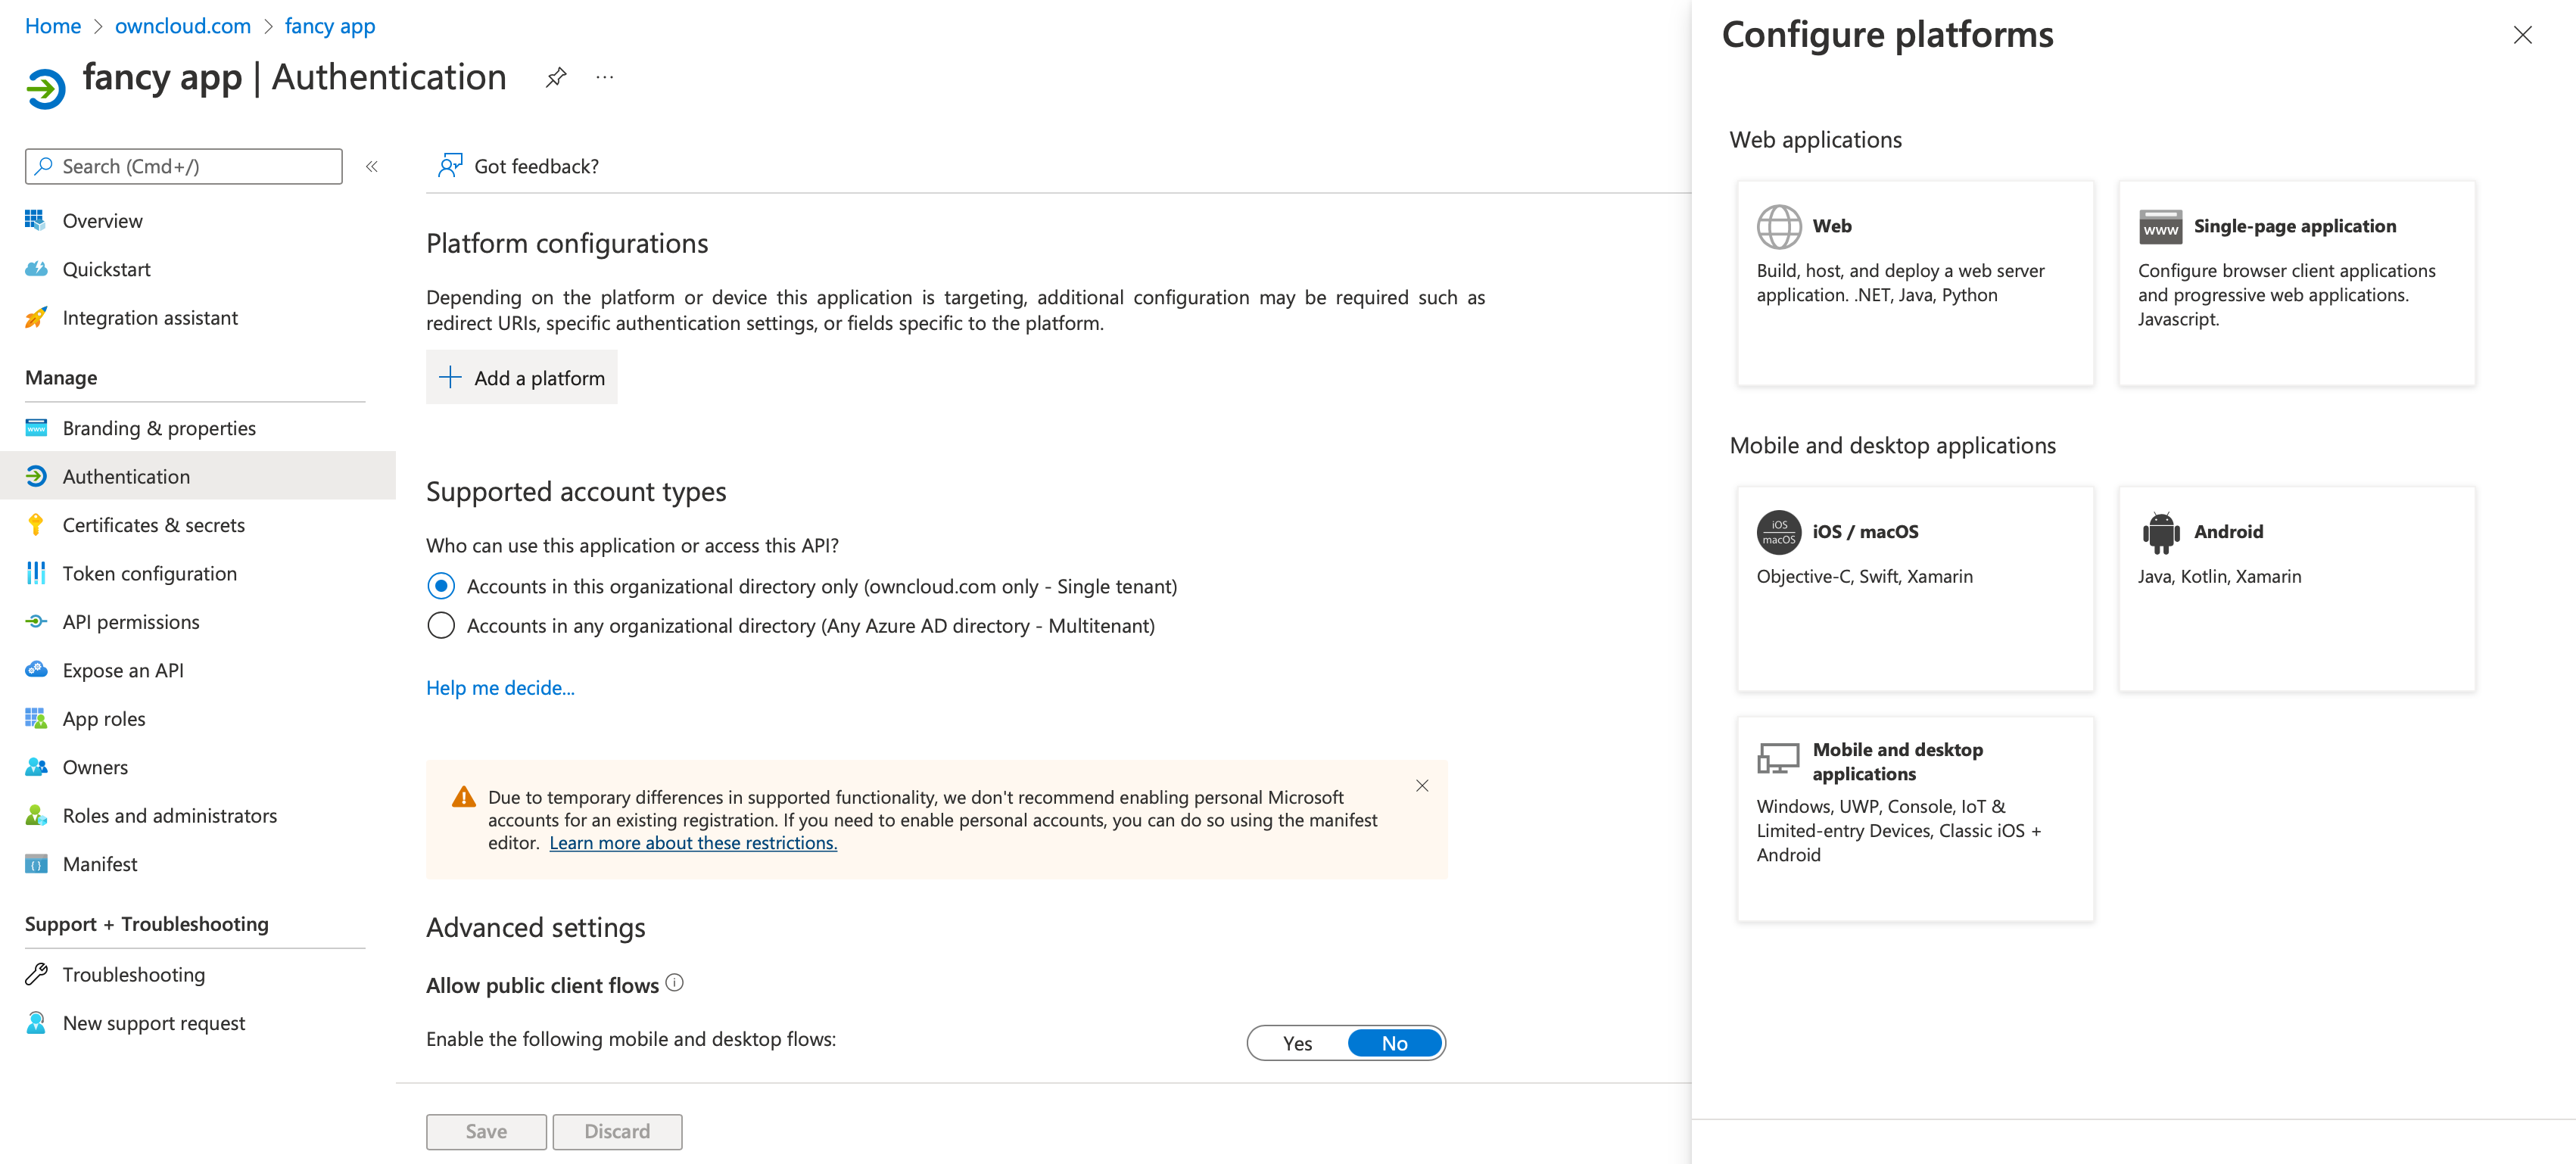 Home > owncloud.com > fancy app
fancy app | Authentication
...
Search (Cmd+/)
«
Overview
Quickstart
Integration assistant
Manage
Branding & properties
Authentication
Certificates & secrets
Token configuration
API permissions
Expose an API
App roles
Owners
Roles and administrators
Manifest
Support + Troubleshooting
Troubleshooting
New support request
Got feedback?
Platform configurations
Depending on the platform or device this application is targeting, additional configuration may be required such as
redirect URIs, specific authentication settings, or fields specific to the platform.
Add a platform
Supported account types
Who can use this application or access this API?
Accounts in this organizational directory only (owncloud.com only - Single tenant)
Accounts in any organizational directory (Any Azure AD directory - Multitenant)
Help me decide...
Due to temporary differences in supported functionality, we don't recommend enabling personal Microsoft
accounts for an existing registration. If you need to enable personal accounts, you can do so using the manifest
editor. Learn more about these restrictions.
Advanced settings
Allow public client flows
Enable the following mobile and desktop flows:
Yes No
Save Discard
Configure platforms
Web applications
Web
Build, host, and deploy a web server
application. .NET, Java, Python
www
Single-page application
Configure browser client applications
and progressive web applications.
Javascript.
Mobile and desktop applications
iOS
macOS
iOS / macOS
Objective-C, Swift, Xamarin
Android
Java, Kotlin, Xamarin
Mobile and desktop
applications
Windows, UWP, Console, IoT &
Limited-entry Devices, Classic iOS +
Android